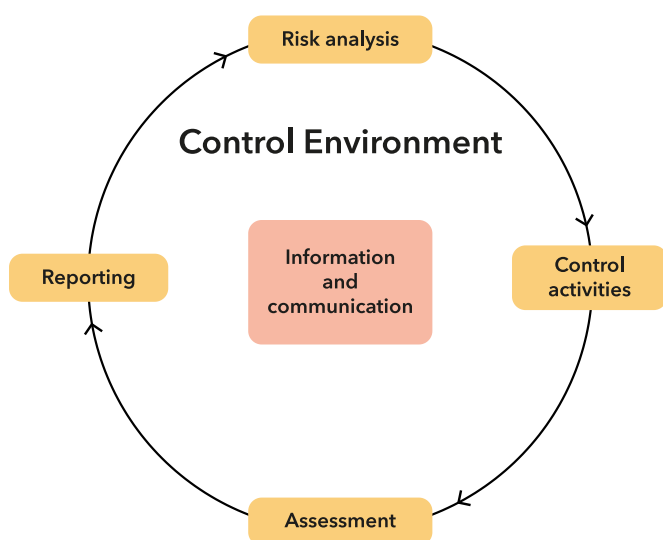 Risk analysis
Control Environment
Information
and
communication
Control
activities
Reporting
Assessment